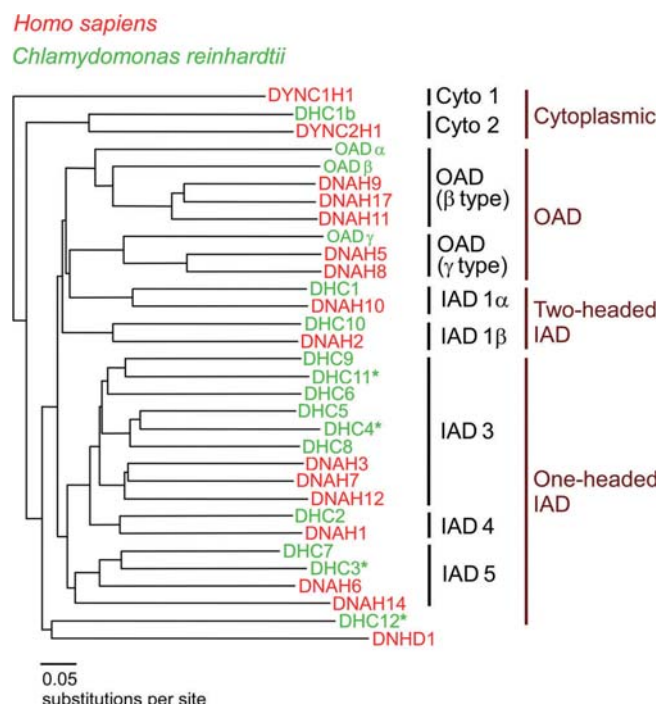 Homo sapiens
Chlamydomonas reinhardtii
DYNC1H1
DHC1b
DYNC2H1
OAD α
OAD β
DNAH9
DNAH17
DNAH11
OAD γ
DNAH5
DNAH8
DHC1
DNAH10
DHC10
DNAH2
DHC9
DHC11*
DHC6
DHC5
DHC4*
DHC8
DNAH3
DNAH7
DNAH12
DHC2
DNAH1
DHC7
DHC3*
DNAH6
DNAH14
DHC12*
DNHD1
Cyto 1
Cyto 2
OAD
(β type)
OAD
(γ type)
IAD 1α
IAD 1β
IAD 3
IAD 4
IAD 5
Cytoplasmic
OAD
Two-headed
IAD
One-headed
IAD
0.05
substitutions per site